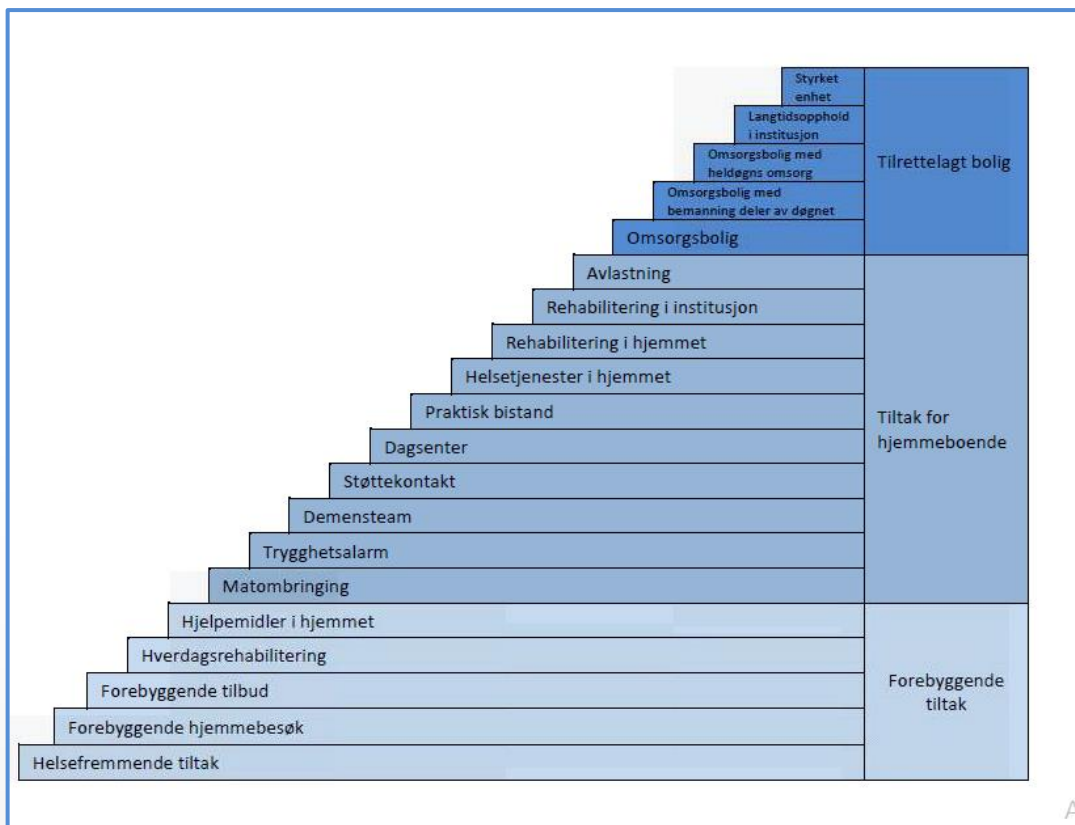 Styrket
enhet
Langtidsopphold
i institusjon
Omsorgsbolig med
heldøgns omsorg
Omsorgsbolig med
bemanning deler av døgnet
Omsorgsbolig
Tilrettelagt bolig
Avlastning
Rehabilitering i institusjon
Rehabilitering i hjemmet
Helsetjenester i hjemmet
Praktisk bistand
Dagsenter
Støttekontakt
Demensteam
Trygghetsalarm
Matombringing
Tiltak for
hjemmeboende
Hjelpemidler i hjemmet
Hverdagsrehabilitering
Forebyggende tilbud
Forebyggende hjemmebesøk
Helsefremmende tiltak
Forebyggende
tiltak
A